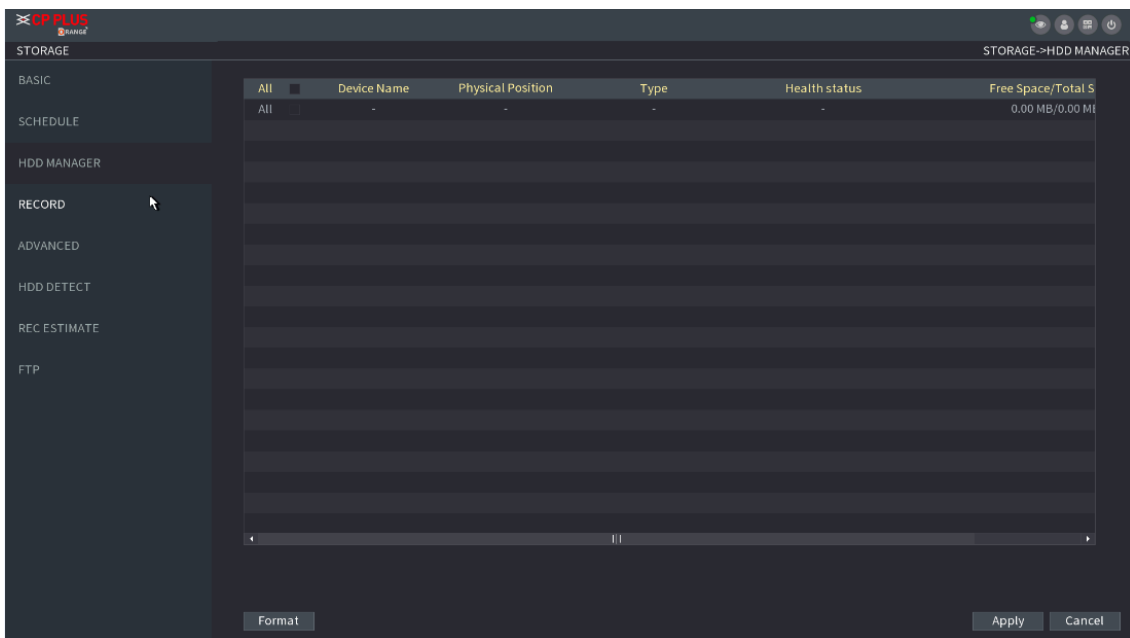 CP PLUS
ORANGE
STORAGE
STORAGE->HDD MANAGER
BASIC
SCHEDULE
HDD MANAGER
RECORD
ADVANCED
HDD DETECT
REC ESTIMATE
FTP
All Device Name Physical Position Type Health status Free Space/Total S
All - - - - 0.00 MB/0.00 MB
Format Apply Cancel